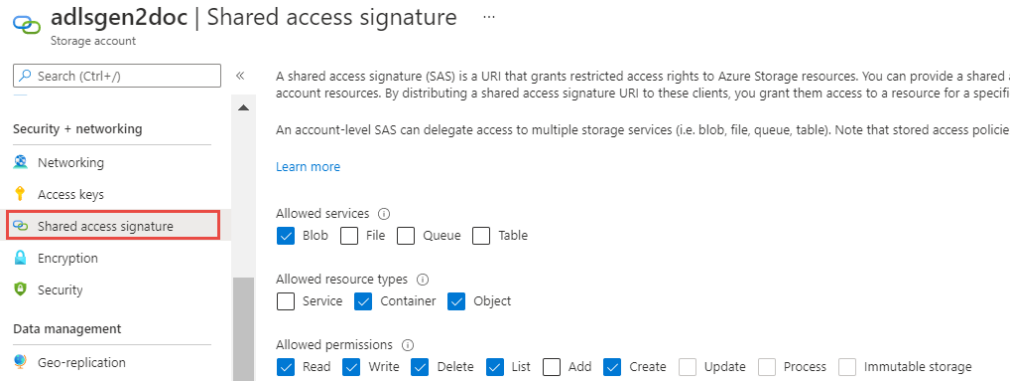 adlsgen2doc | Shared access signature ...
Storage account
Search (Ctrl+/)
«
Security + networking
Networking
Access keys
Shared access signature
Encryption
Security
Data management
Geo-replication
A shared access signature (SAS) is a URI that grants restricted access rights to Azure Storage resources. You can provide a shared
account resources. By distributing a shared access signature URI to these clients, you grant them access to a resource for a specifi
An account-level SAS can delegate access to multiple storage services (i.e. blob, file, queue, table). Note that stored access policie
Learn more
Allowed services
Blob File Queue Table
Allowed resource types
Service Container Object
Allowed permissions
Read Write Delete List Add Create Update Process Immutable storage